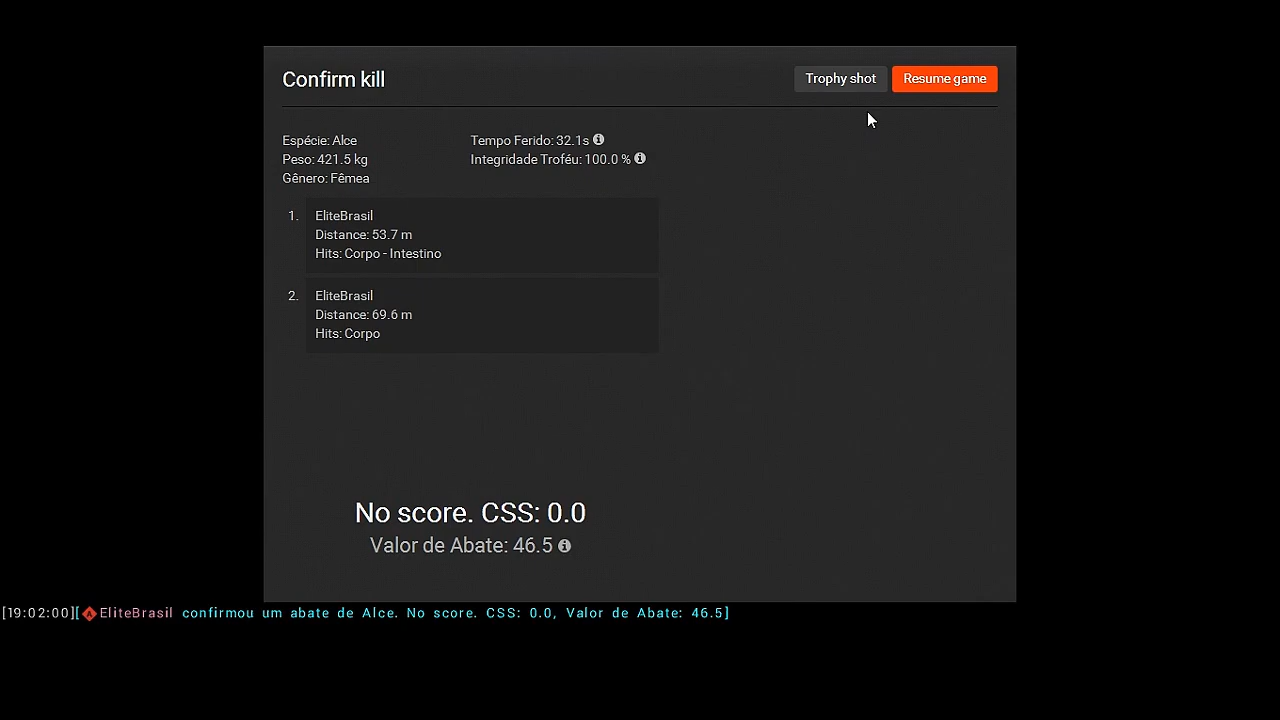 Confirm kill
Trophy shot
Resume game
Espécie: Alce
Peso: 421.5 kg
Gênero: Fêmea
Tempo Ferido: 32.1s
Integridade Troféu: 100.0 %
1.
EliteBrasil
Distance: 53.7 m
Hits: Corpo - Intestino
2.
EliteBrasil
Distance: 69.6 m
Hits: Corpo
No score. CSS: 0.0
Valor de Abate: 46.5
[19:02:00][EliteBrasil confirmou um abate de Alce. No score. CSS: 0.0, Valor de Abate: 46.5]